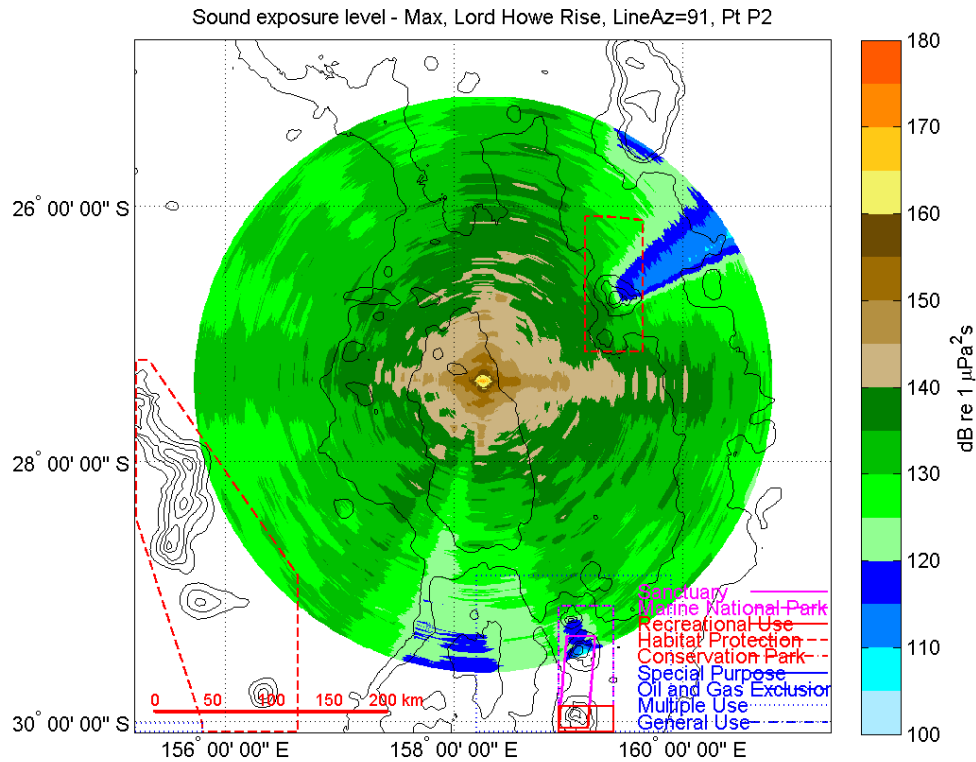 Sound exposure level - Max, Lord Howe Rise, LineAz=91, Pt P2
180
170
160
150
140
130
120
110
100
dB re 1 μPa²s
26° 00' 00'' S
28° 00' 00'' S
30° 00' 00'' S
156° 00' 00'' E
158° 00' 00'' E
160° 00' 00'' E
0 50 100 150 200 km
Sanctuary
Marine National Park
Recreational Use
Habitat Protection
Conservation Park
Special Purpose
Oil and Gas Exclusion
Multiple Use
General Use